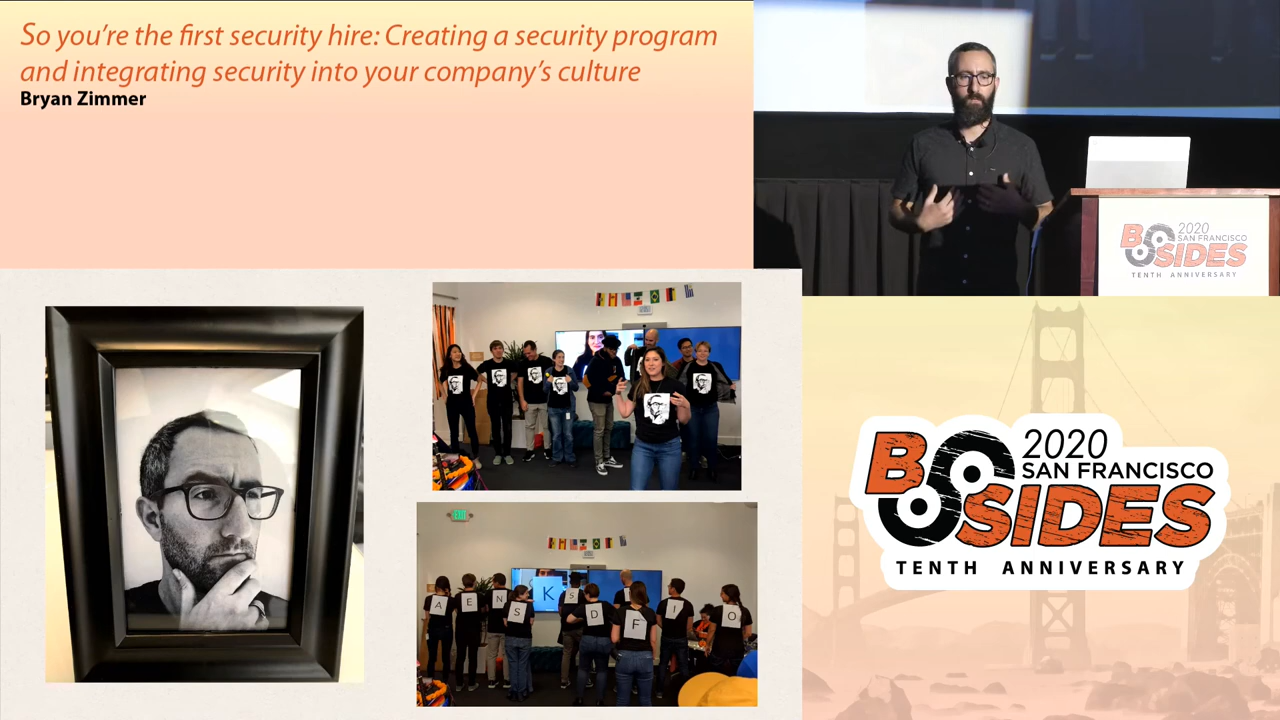 So you're the first security hire: Creating a security program
and integrating security into your company's culture
Bryan Zimmer
2020
SAN FRANCISCO
BSIDES
TENTH ANNIVERSARY
EXIT
K
A E N S S D F I O
2020
SAN FRANCISCO
BSIDES
TENTH ANNIVERSARY